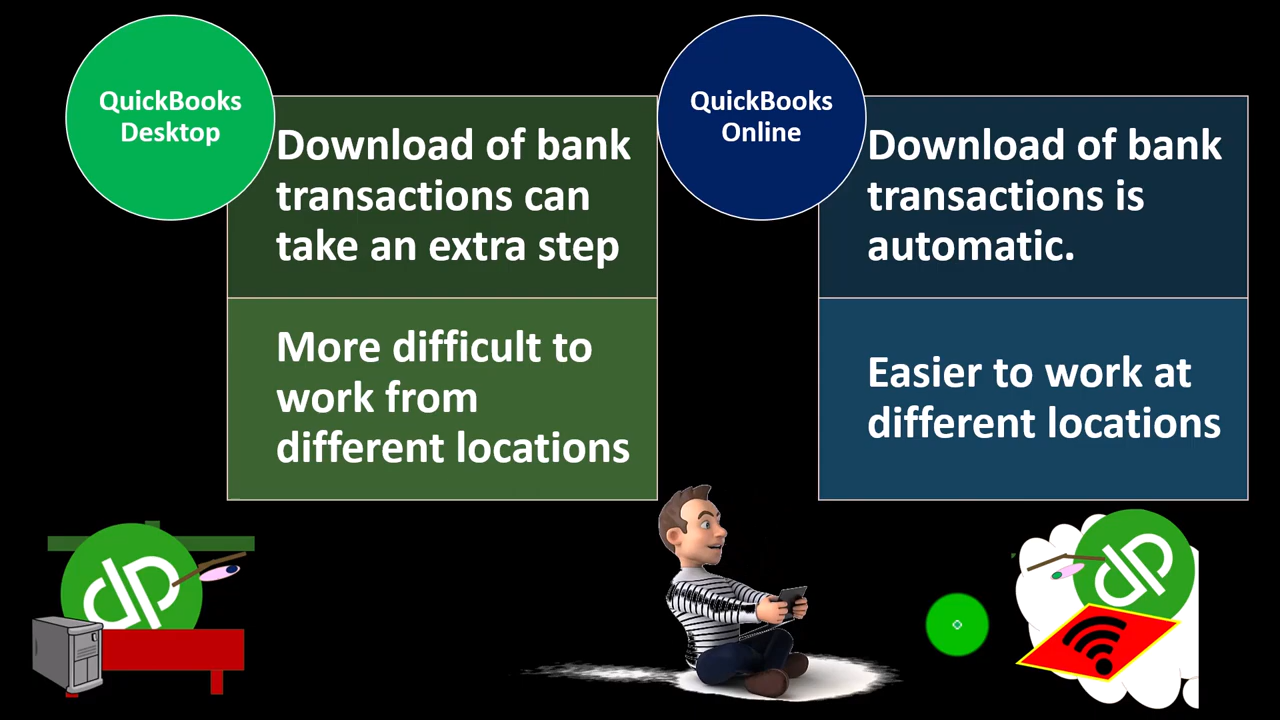 QuickBooks
Desktop
Download of bank
transactions can
take an extra step
More difficult to
work from
different locations
QuickBooks
Online
Download of bank
transactions is
automatic.
Easier to work at
different locations